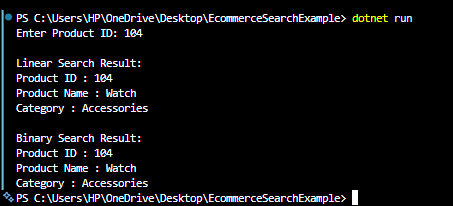 PS C:\Users\HP\OneDrive\Desktop\EcommerceSearchExample> dotnet run
Enter Product ID: 104
Linear Search Result:
Product ID : 104
Product Name : Watch
Category : Accessories
Binary Search Result:
Product ID : 104
Product Name : Watch
Category : Accessories
PS C:\Users\HP\OneDrive\Desktop\EcommerceSearchExample>